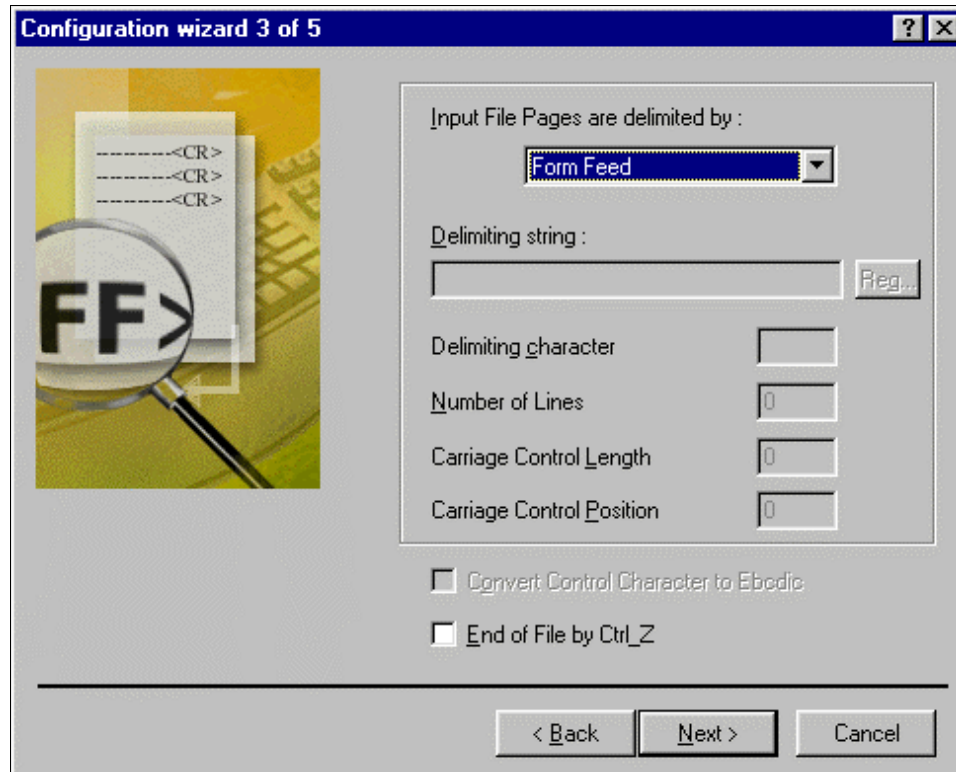 Configuration wizard 3 of 5
---------<CR>
---------<CR>
---------<CR>
FF>
Input File Pages are delimited by :
Form Feed
Delimiting string :
Reg...
Delimiting character
Number of Lines 0
Carriage Control Length 0
Carriage Control Position 0
Convert Control Character to Ebcdic
End of File by Ctrl_Z
< Back Next > Cancel